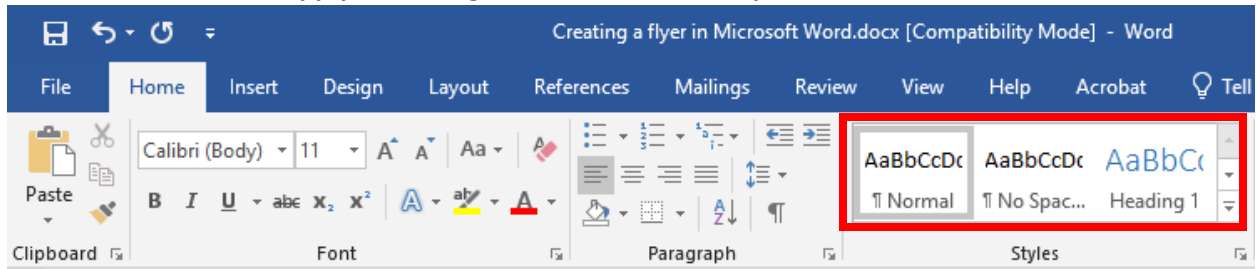 Creating a flyer in Microsoft Word.docx [Compatibility Mode] - Word
File Home Insert Design Layout References Mailings Review View Help Acrobat Tell
Calibri (Body) 11 A A Aa
Paste
B I U abc X₂ X² A aby A
A Z ¶
AaBbCcDc AaBbCcDc AaBbCc
¶ Normal ¶ No Spac... Heading 1
Clipboard Font Paragraph Styles